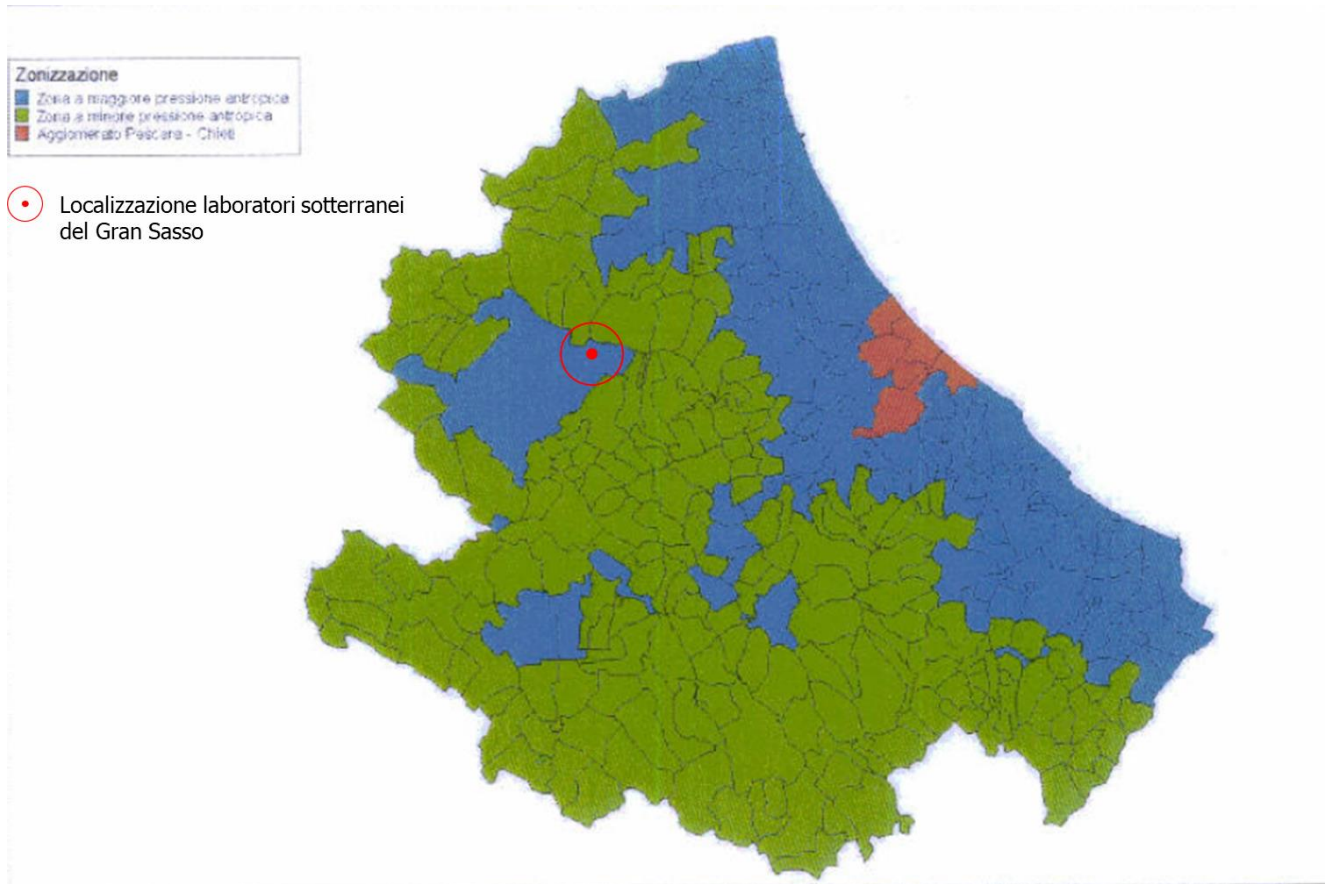 Zonizzazione
Zona a maggiore pressione antropica
Zona a minore pressione antropica
Agglomerato Pescara - Chieti
Localizzazione laboratori sotterranei
del Gran Sasso